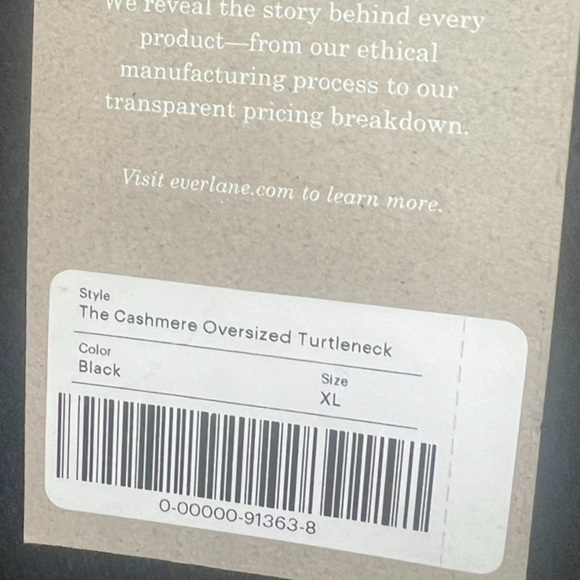 We reveal the story behind every
product—from our ethical
manufacturing process to our
transparent pricing breakdown.
Visit everlane.com to learn more.
Style
The Cashmere Oversized Turtleneck
Color
Black
Size
XL
0-00000-91363-8